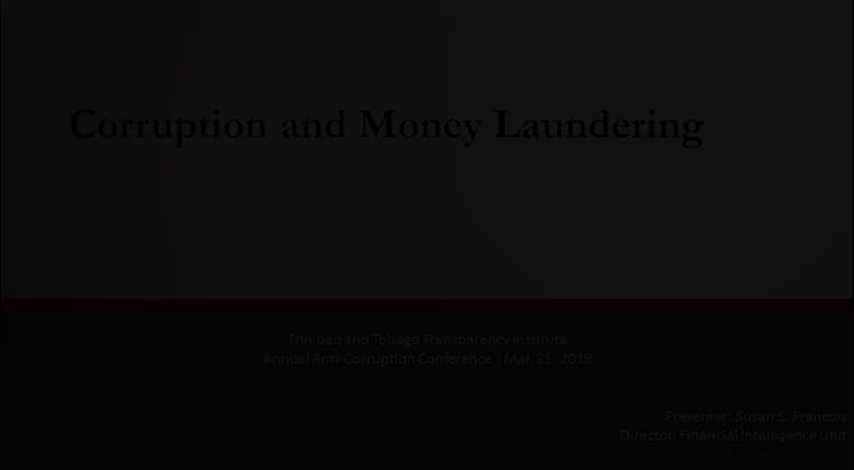 Corruption and Money Laundering
Trinidad and Tobago Transparency Institute
Annual Anti-Corruption Conference - Mar. 21, 2019
Presenter: Susan S. Francois
Director, Financial Intelligence Unit